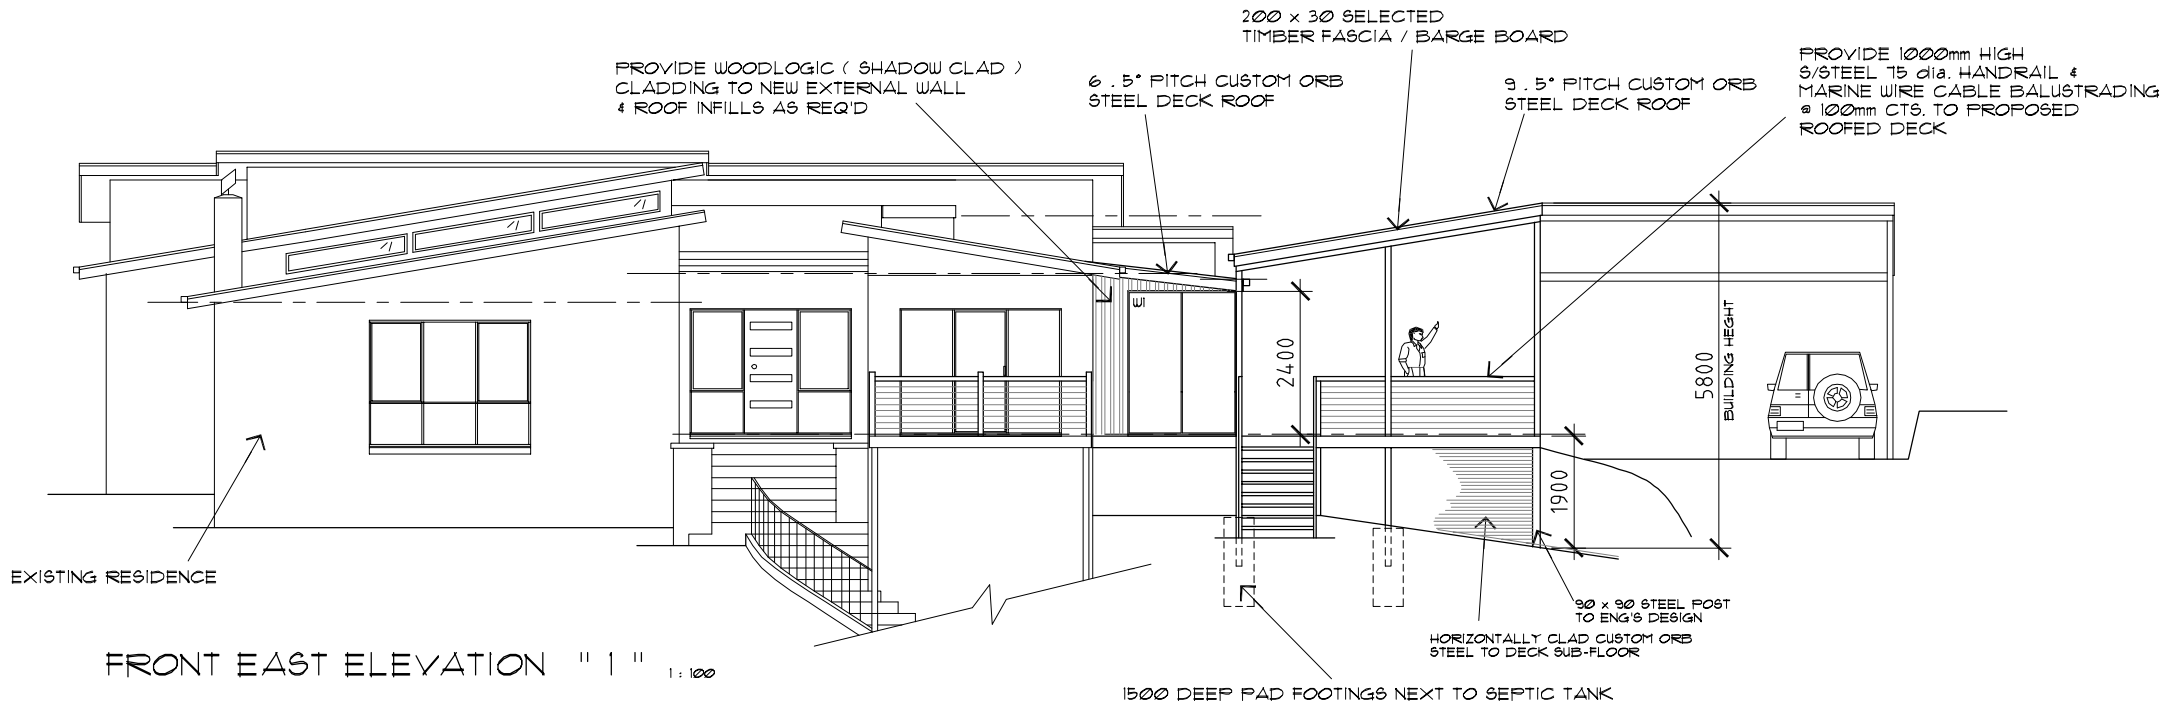 200 x 30 SELECTED
TIMBER FASCIA / BARGE BOARD
PROVIDE WOODLOGIC ( SHADOW CLAD )
CLADDING TO NEW EXTERNAL WALL
& ROOF INFILLS AS REQ'D
6 . 5° PITCH CUSTOM ORB
STEEL DECK ROOF
9 . 5° PITCH CUSTOM ORB
STEEL DECK ROOF
PROVIDE 1000mm HIGH
S/STEEL 75 dia. HANDRAIL &
MARINE WIRE CABLE BALUSTRADING
@ 100mm CTS. TO PROPOSED
ROOFED DECK
W1
2400
5800
BUILDING HEGHT
1900
EXISTING RESIDENCE
90 x 90 STEEL POST
TO ENG'S DESIGN
HORIZONTALLY CLAD CUSTOM ORB
STEEL TO DECK SUB-FLOOR
FRONT EAST ELEVATION " 1 " 1 : 100
1500 DEEP PAD FOOTINGS NEXT TO SEPTIC TANK